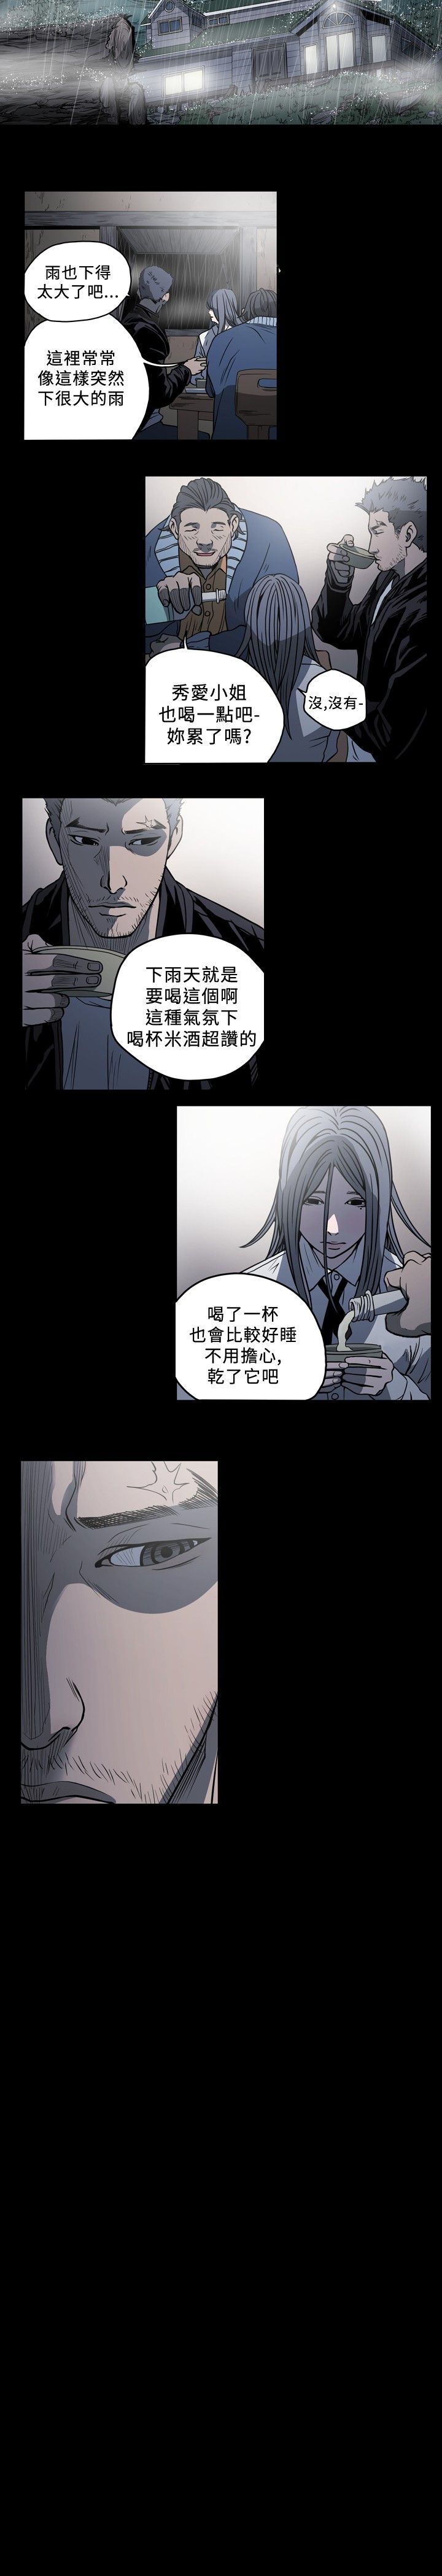 雨也下得
太大了吧...
這裡常常
像這樣突然
下很大的雨
秀愛小姐
也喝一點吧-
妳累了嗎?
沒,沒有-
下雨天就是
要喝這個啊
這種氣氛下
喝杯米酒超讚的
喝了一杯
也會比較好睡
不用擔心,
乾了它吧